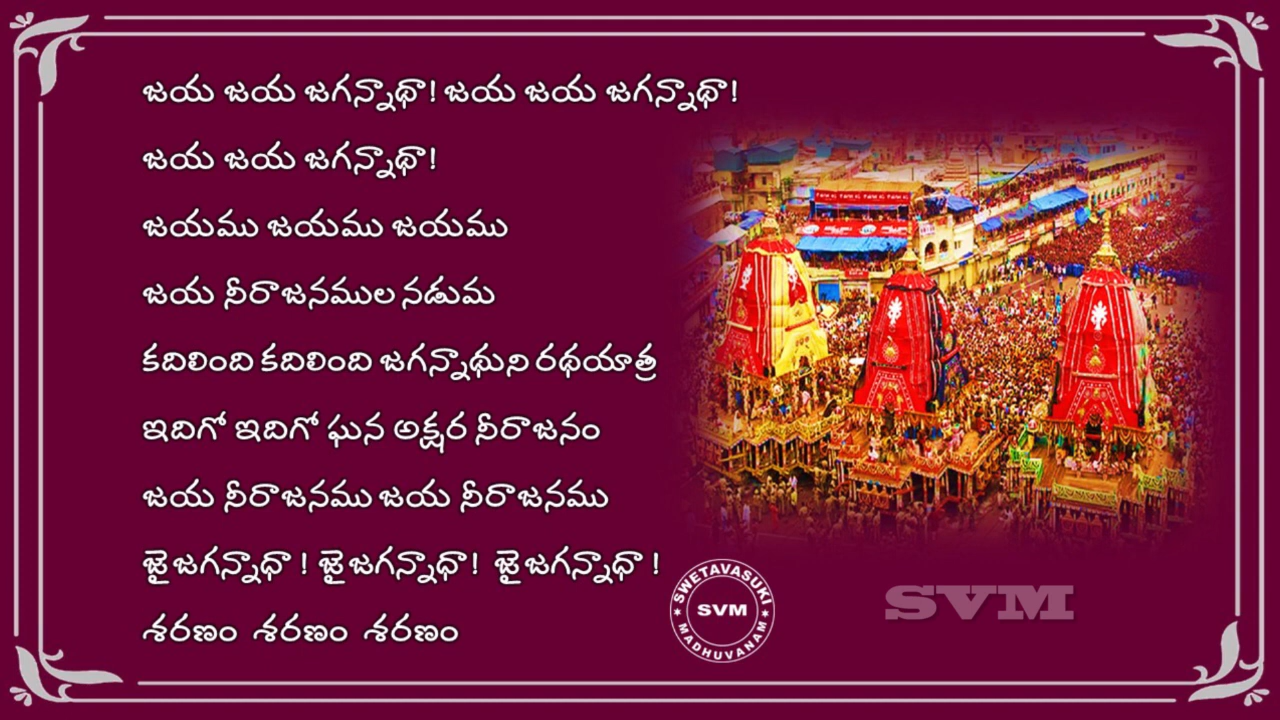 జయ జయ జగన్నాథా! జయ జయ జగన్నాథా!
జయ జయ జగన్నాథా!
జయము జయము జయము
జయ నీరాజనముల నడుమ
కదిలింది కదిలింది జగన్నాథుని రథయాత్ర
ఇదిగో ఇదిగో ఘన అక్షర నీరాజనం
జయ నీరాజనము జయ నీరాజనము
జై జగన్నాధా ! జై జగన్నాధా ! జై జగన్నాధా !
శరణం శరణం శరణం
SWETAVASUKI
SVM
MADHUVANAM
SVM